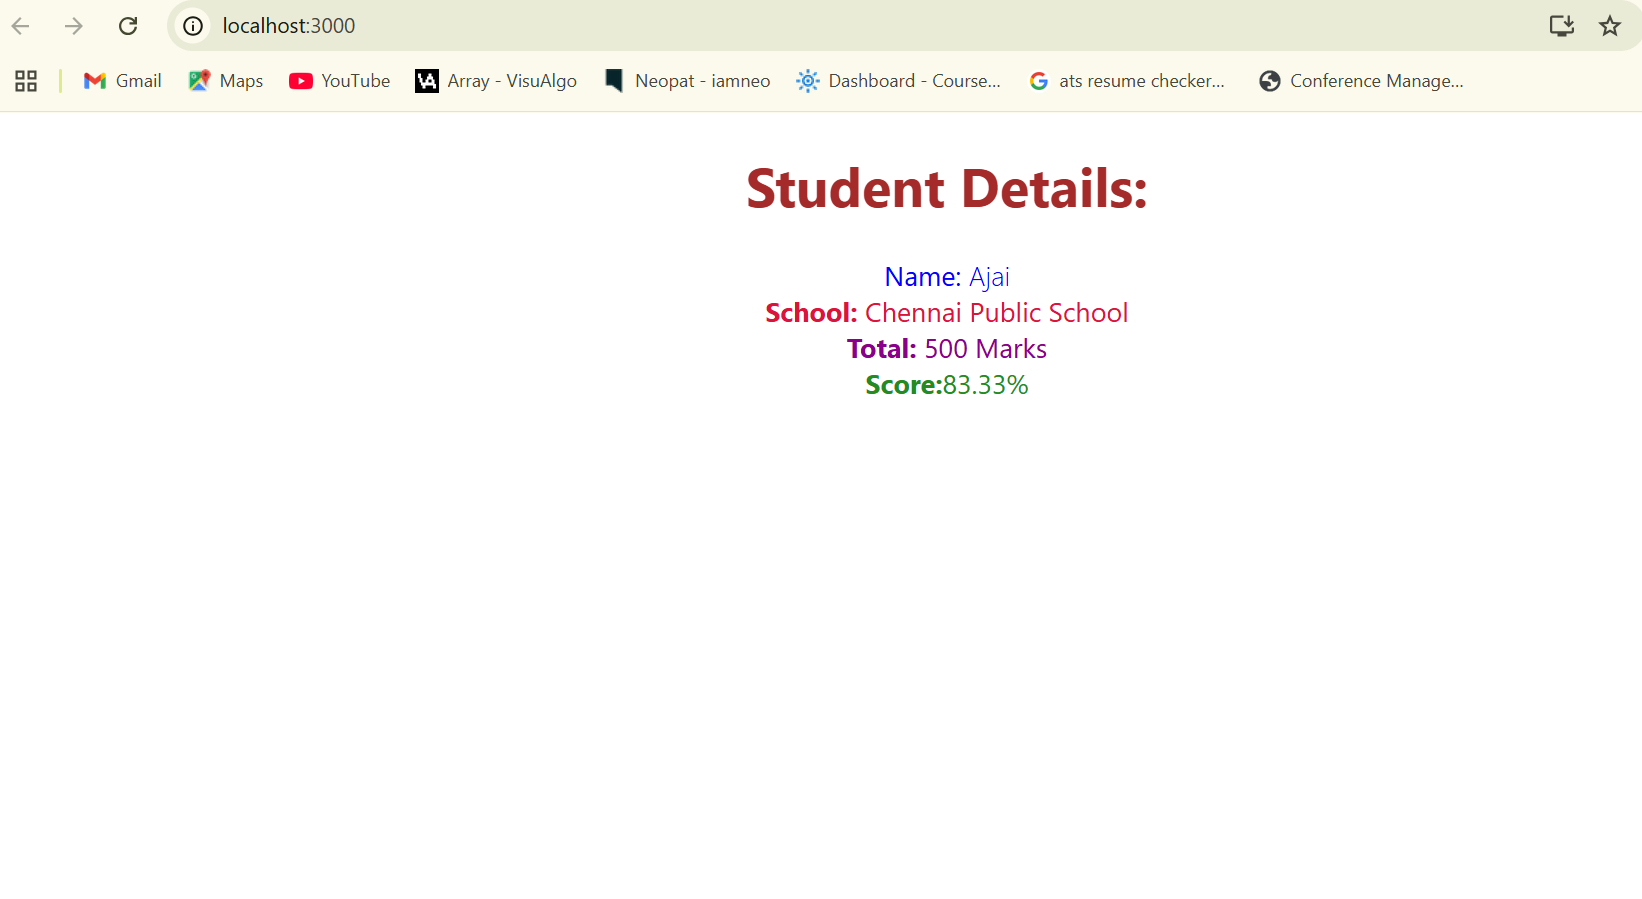 localhost:3000
Gmail Maps YouTube Array - VisuAlgo Neopat - iamneo Dashboard - Course... ats resume checker... Conference Manage...
Student Details:
Name: Ajai
School: Chennai Public School
Total: 500 Marks
Score:83.33%